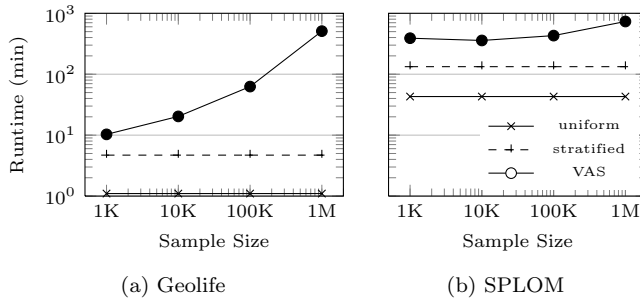 10^3
10^2
10^1
10^0
Runtime (min)
1K 10K 100K 1M
Sample Size
(a) Geolife
uniform
stratified
VAS
1K 10K 100K 1M
Sample Size
(b) SPLOM